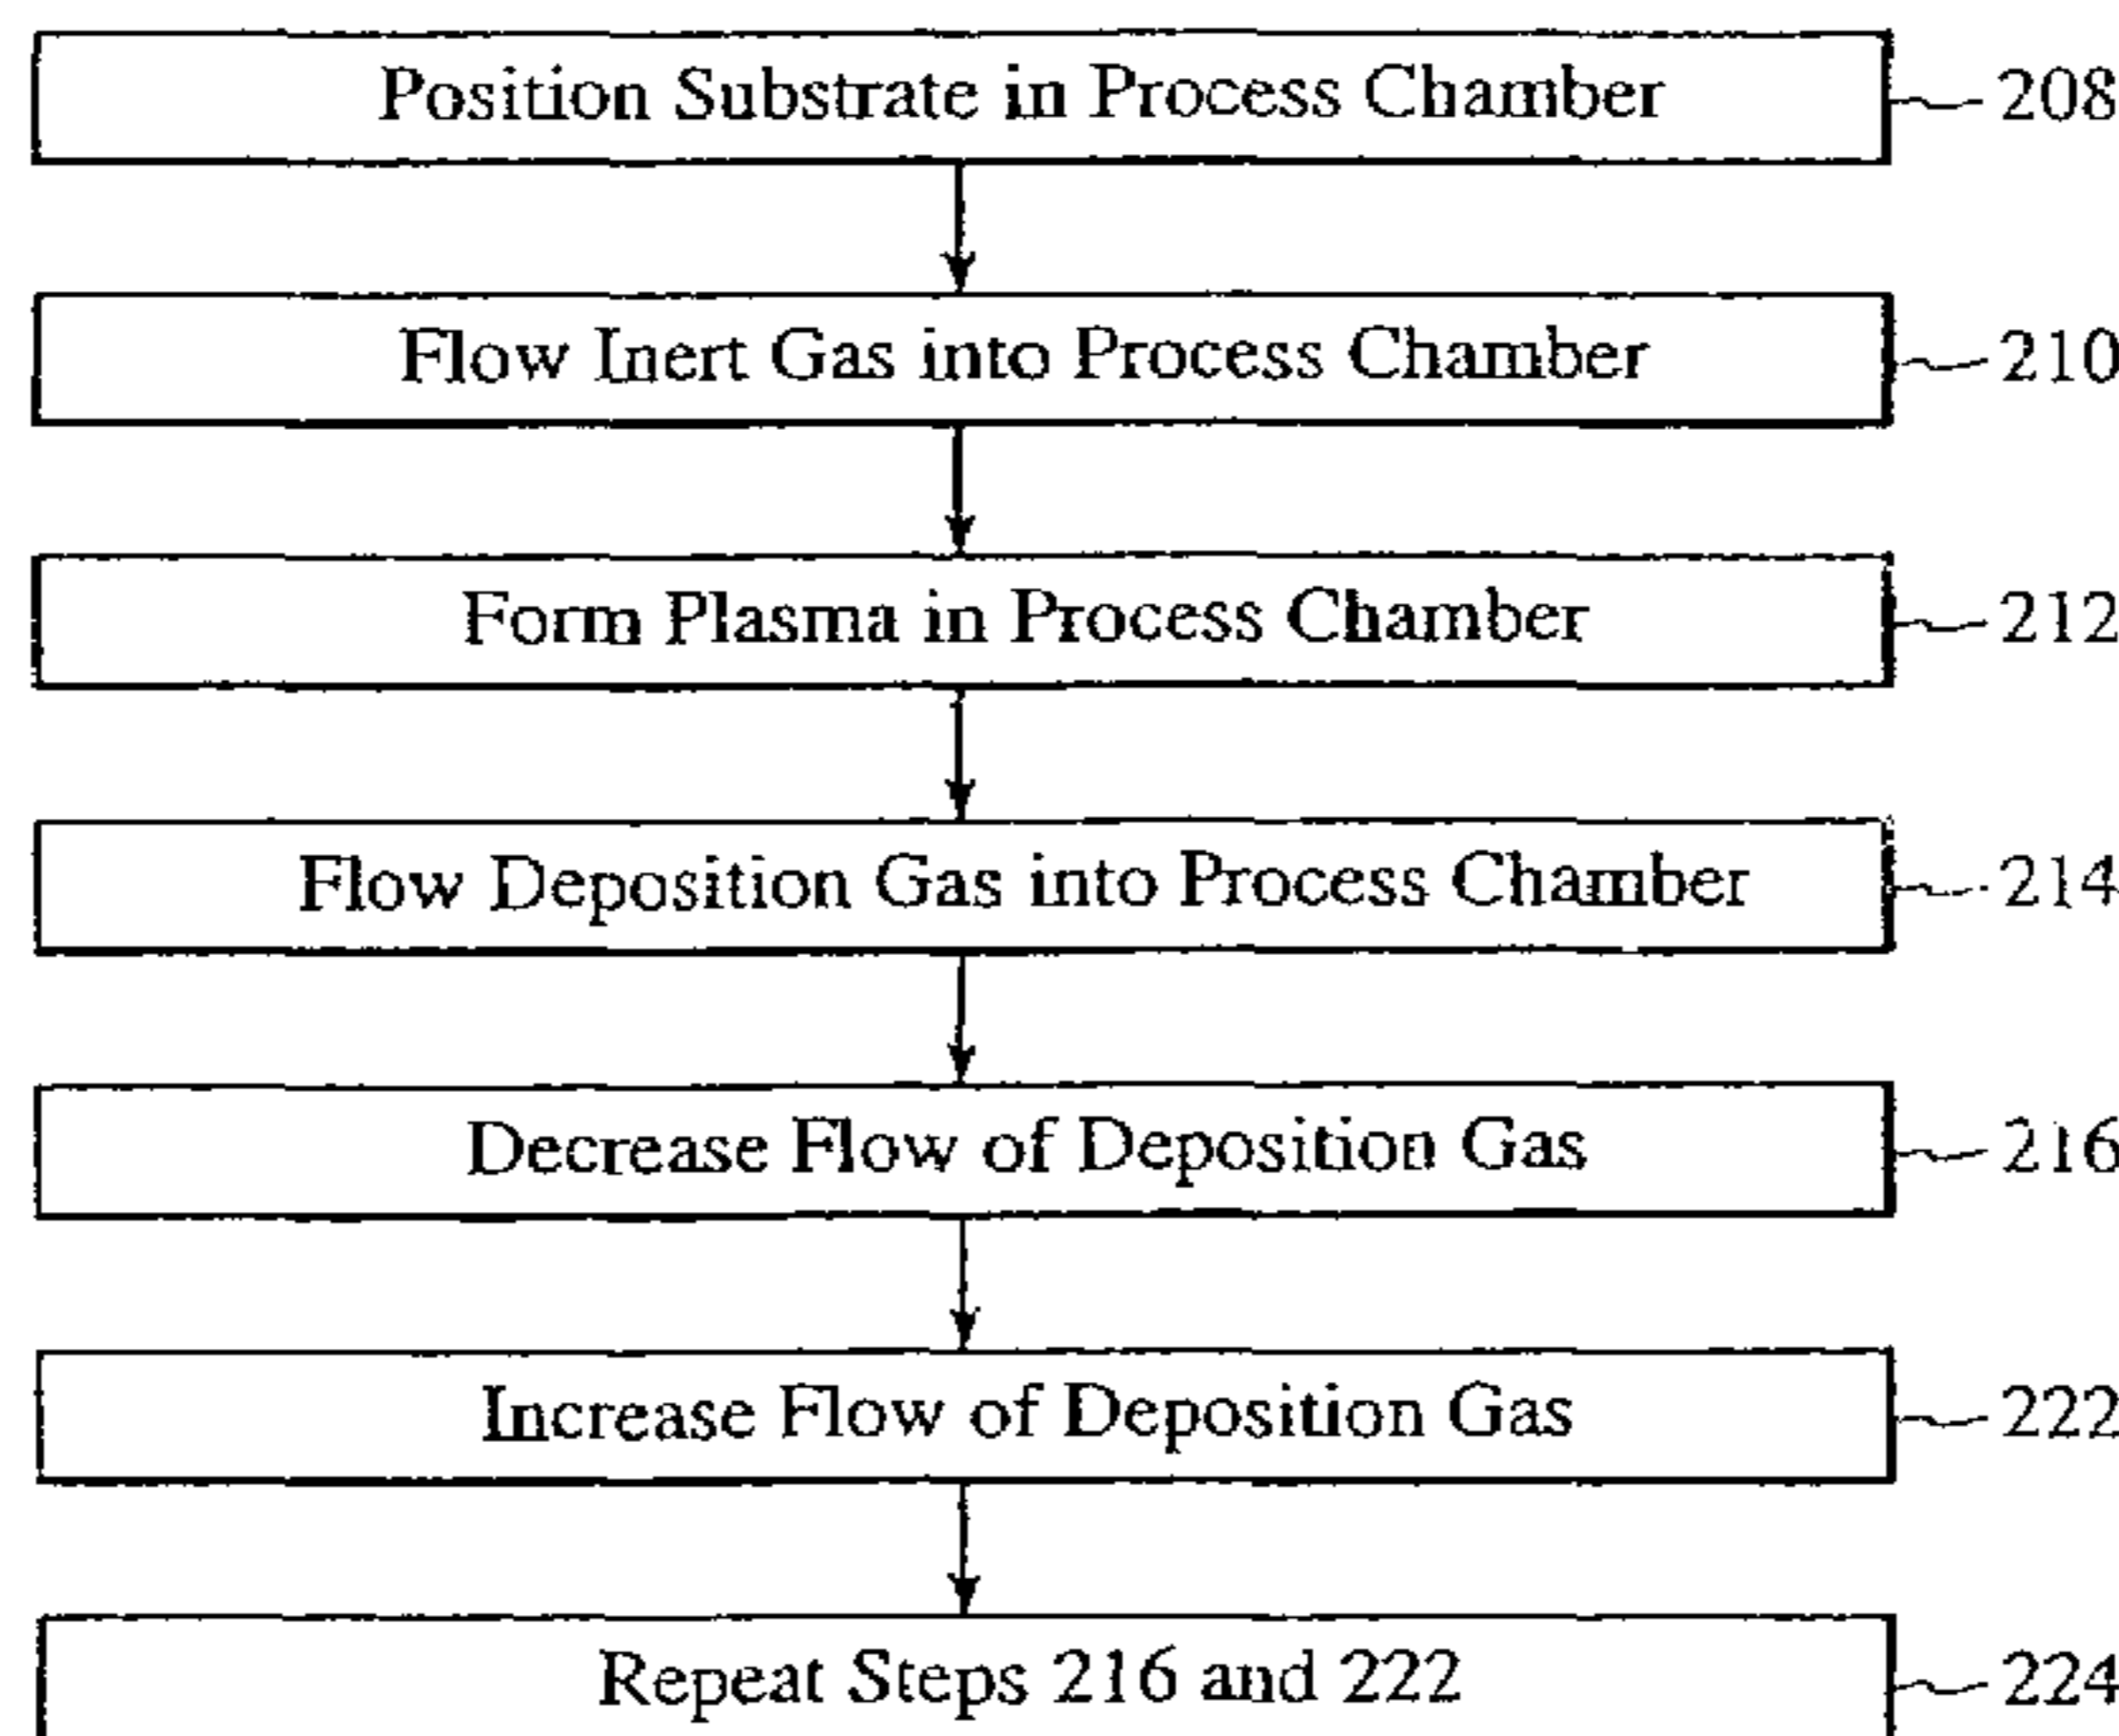 Position Substrate in Process Chamber 208
Flow Inert Gas into Process Chamber 210
Form Plasma in Process Chamber 212
Flow Deposition Gas into Process Chamber 214
Decrease Flow of Deposition Gas 216
Increase Flow of Deposition Gas 222
Repeat Steps 216 and 222 224